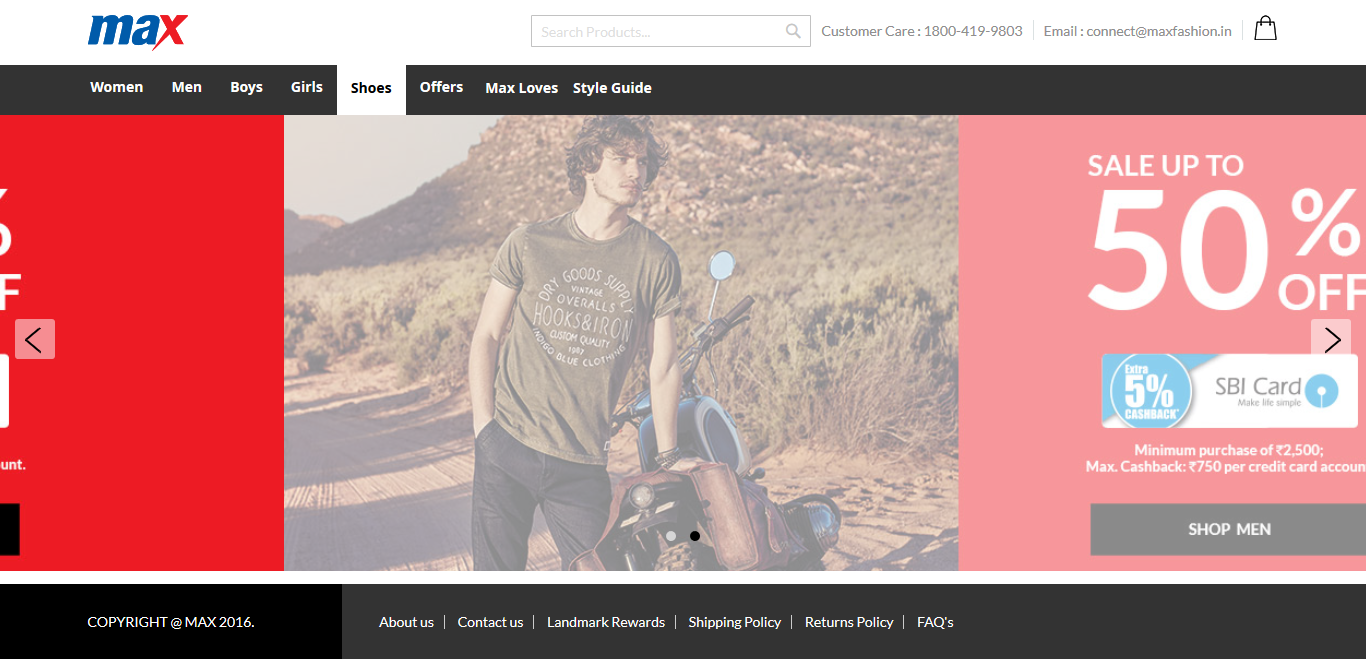 max
Search Products...
Customer Care : 1800-419-9803
Email : connect@maxfashion.in
Women Men Boys Girls Shoes Offers Max Loves Style Guide
%
F
unt.
DRY GOODS SUPPLY
VINTAGE
OVERALLS
HOOKS&IRON
CUSTOM QUALITY
1987
INDIGO BLUE CLOTHING
SALE UP TO
50%
OFF
Extra
5%
CASHBACK*
SBI Card
Make life simple
Minimum purchase of ₹2,500;
Max. Cashback: ₹750 per credit card accoun
SHOP MEN
COPYRIGHT @ MAX 2016.
About us Contact us Landmark Rewards Shipping Policy Returns Policy FAQ's